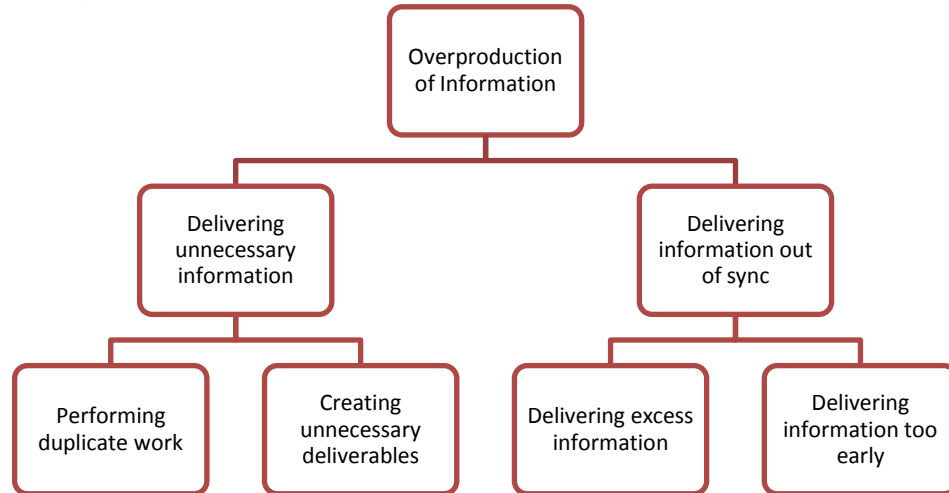 Overproduction
of Information
Delivering
unnecessary
information
Delivering
information out
of sync
Performing
duplicate work
Creating
unnecessary
deliverables
Delivering excess
information
Delivering
information too
early